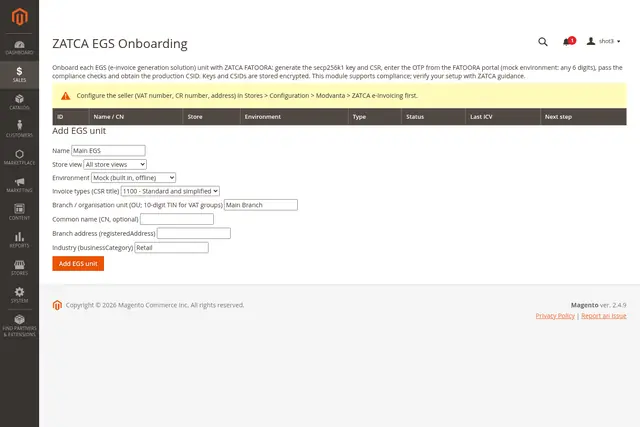 ZATCA EGS Onboarding
1
shot3
DASHBOARD
SALES
CATALOG
CUSTOMERS
MARKETPLACE
MARKETING
CONTENT
REPORTS
STORES
SYSTEM
FIND PARTNERS
& EXTENSIONS
Onboard each EGS (e-invoice generation solution) unit with ZATCA FATOORA: generate the secp256k1 key and CSR, enter the OTP from the FATOORA portal (mock environment: any 6 digits), pass the
compliance checks and obtain the production CSID. Keys and CSIDs are stored encrypted. This module supports compliance; verify your setup with ZATCA guidance.
Configure the seller (VAT number, CR number, address) in Stores > Configuration > Modvanta > ZATCA e-Invoicing first.
ID Name / CN Store Environment Type Status Last ICV Next step
Add EGS unit
Name Main EGS
Store view All store views
Environment Mock (built in, offline)
Invoice types (CSR title) 1100 - Standard and simplified
Branch / organisation unit (OU; 10-digit TIN for VAT groups) Main Branch
Common name (CN, optional)
Branch address (registeredAddress)
Industry (businessCategory) Retail
Add EGS unit
Copyright © 2026 Magento Commerce Inc. All rights reserved.
Magento ver. 2.4.9
Privacy Policy | Report an Issue